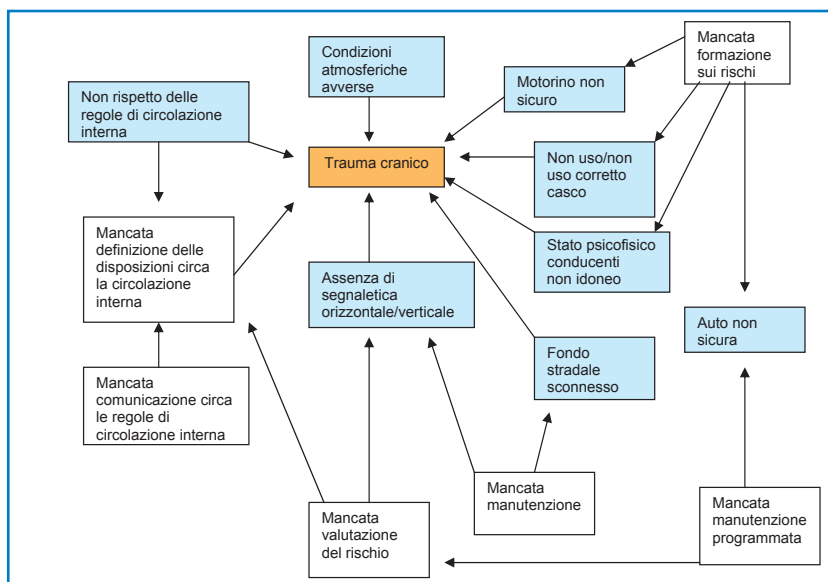 Mancata
formazione
sui rischi
Condizioni
atmosferiche
avverse
Motorino non
sicuro
Non rispetto delle
regole di circolazione
interna
Trauma cranico
Non uso/non
uso corretto
casco
Mancata
definizione delle
disposizioni circa
la circolazione
interna
Stato psicofisico
conducenti
non idoneo
Assenza di
segnaletica
orizzontale/verticale
Auto non
sicura
Fondo
stradale
sconnesso
Mancata
comunicazione circa
le regole di
circolazione interna
Mancata
manutenzione
Mancata
valutazione
del rischio
Mancata
manutenzione
programmata